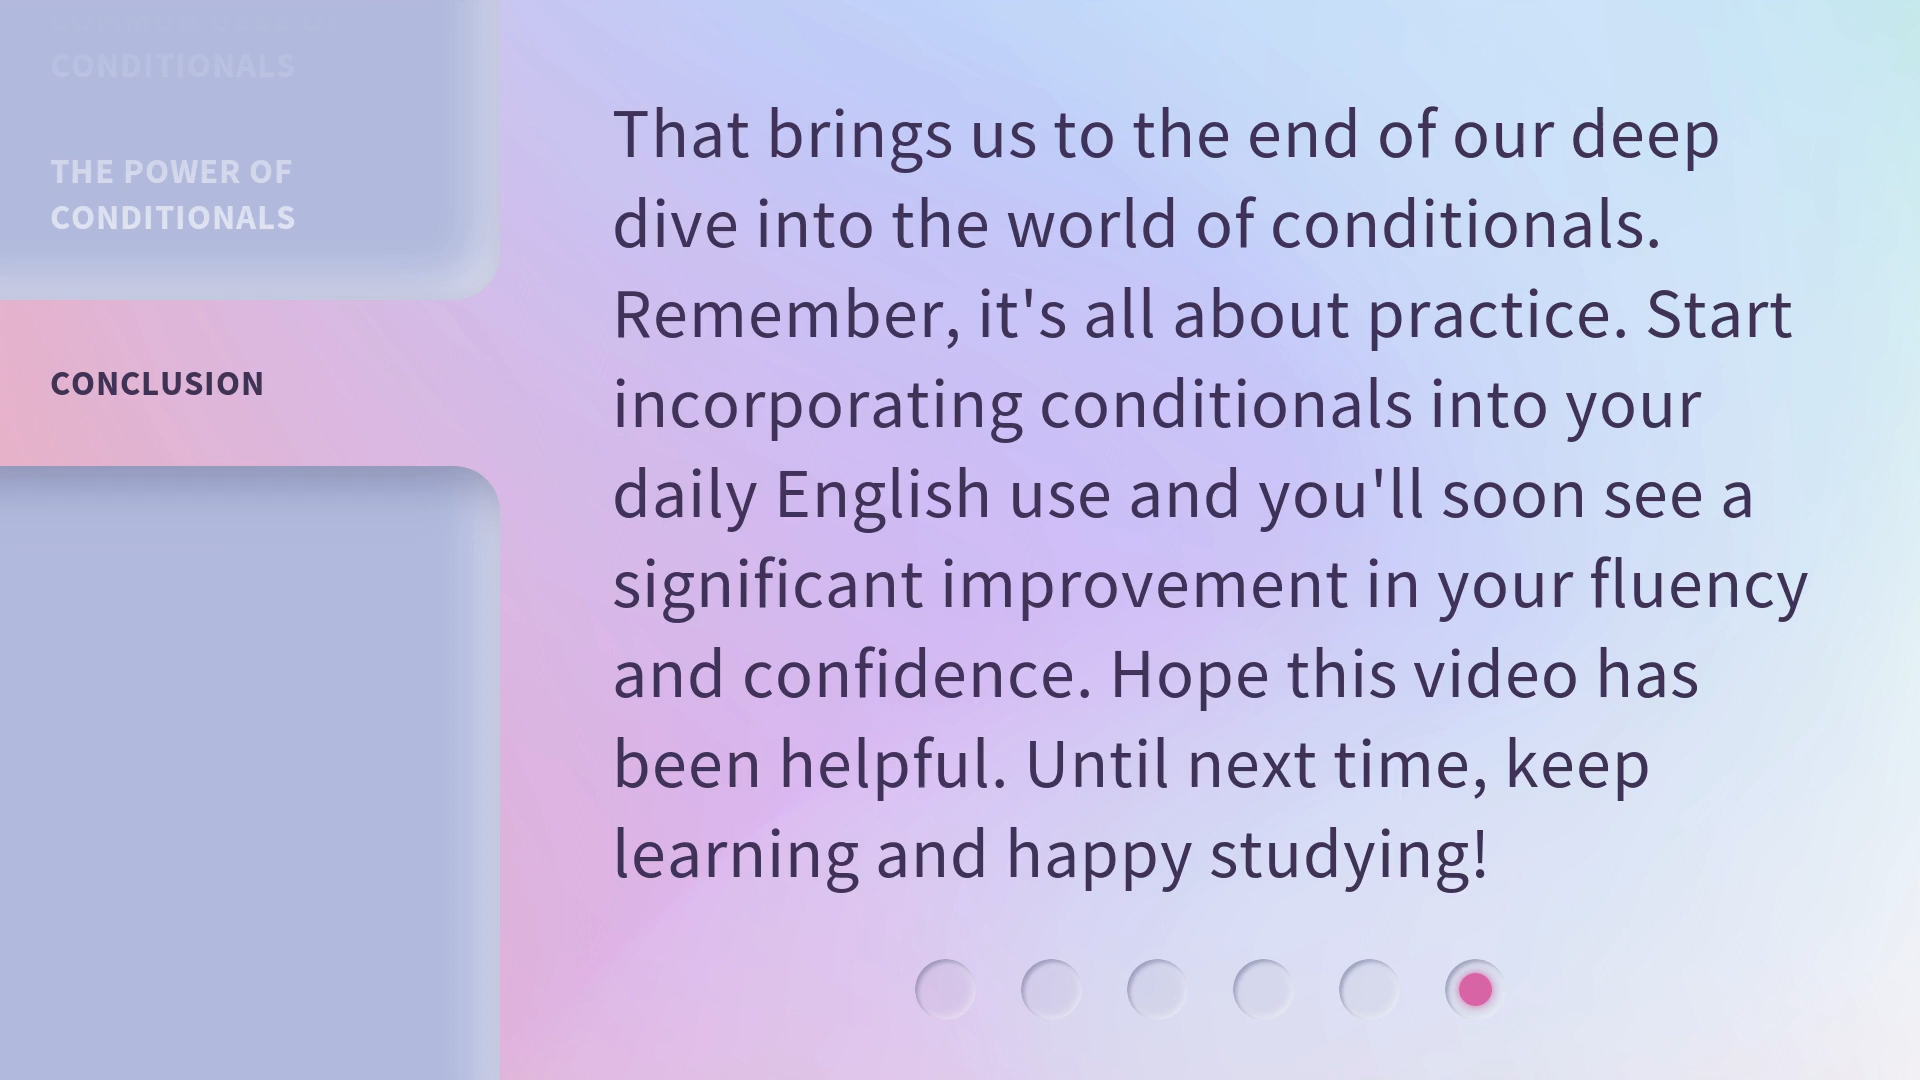 CONDITIONALS
THE POWER OF
CONDITIONALS
CONCLUSION
That brings us to the end of our deep
dive into the world of conditionals.
Remember, it's all about practice. Start
incorporating conditionals into your
daily English use and you'll soon see a
significant improvement in your fluency
and confidence. Hope this video has
been helpful. Until next time, keep
learning and happy studying!